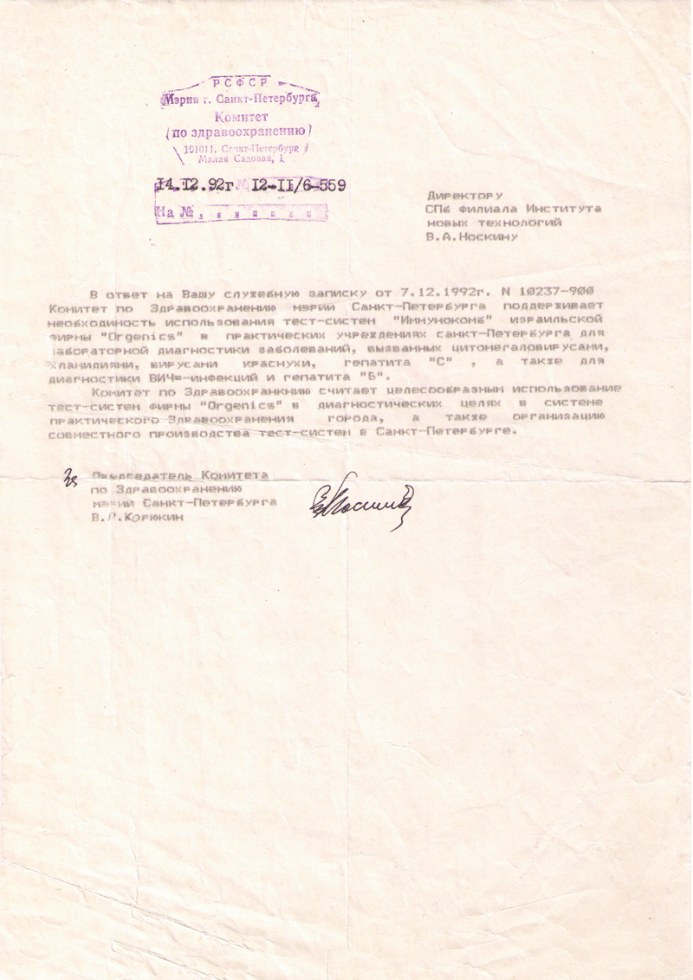 РСФСР
Мэрия г. Санкт-Петербурга
Комитет
(по здравоохранению)
191011, Санкт-Петербург
Малая Садовая, 1
14.12.92г. 12-11/6-559
На №
Директору
СПб филиала Института
новых технологий
В.А.Носкину
В ответ на Вашу служебную записку от 7.12.1992г. N 10237-900
Комитет по Здравоохранению мэрии Санкт-Петербурга поддерживает
необходимость использования тест-систем "Иммунокомб" израильской
фирмы "Orgenics" в практических учреждениях санкт-Петербурга для
лабораторной диагностики заболеваний, вызванных цитомегаловирусами,
хламидиями, вирусами краснухи, гепатита "С" , а также для
диагностики ВИЧ-инфекций и гепатита "Б".
Комитет по Здравоохранению считает целесообразным использование
тест-систем фирмы "Orgenics" в диагностических целях в системе
практического Здравоохранения города, а также организацию
совместного производства тест-систем в Санкт-Петербурге.
За Председатель Комитета
по Здравоохранению
мэрии Санкт-Петербурга
В.Р.Корюкин